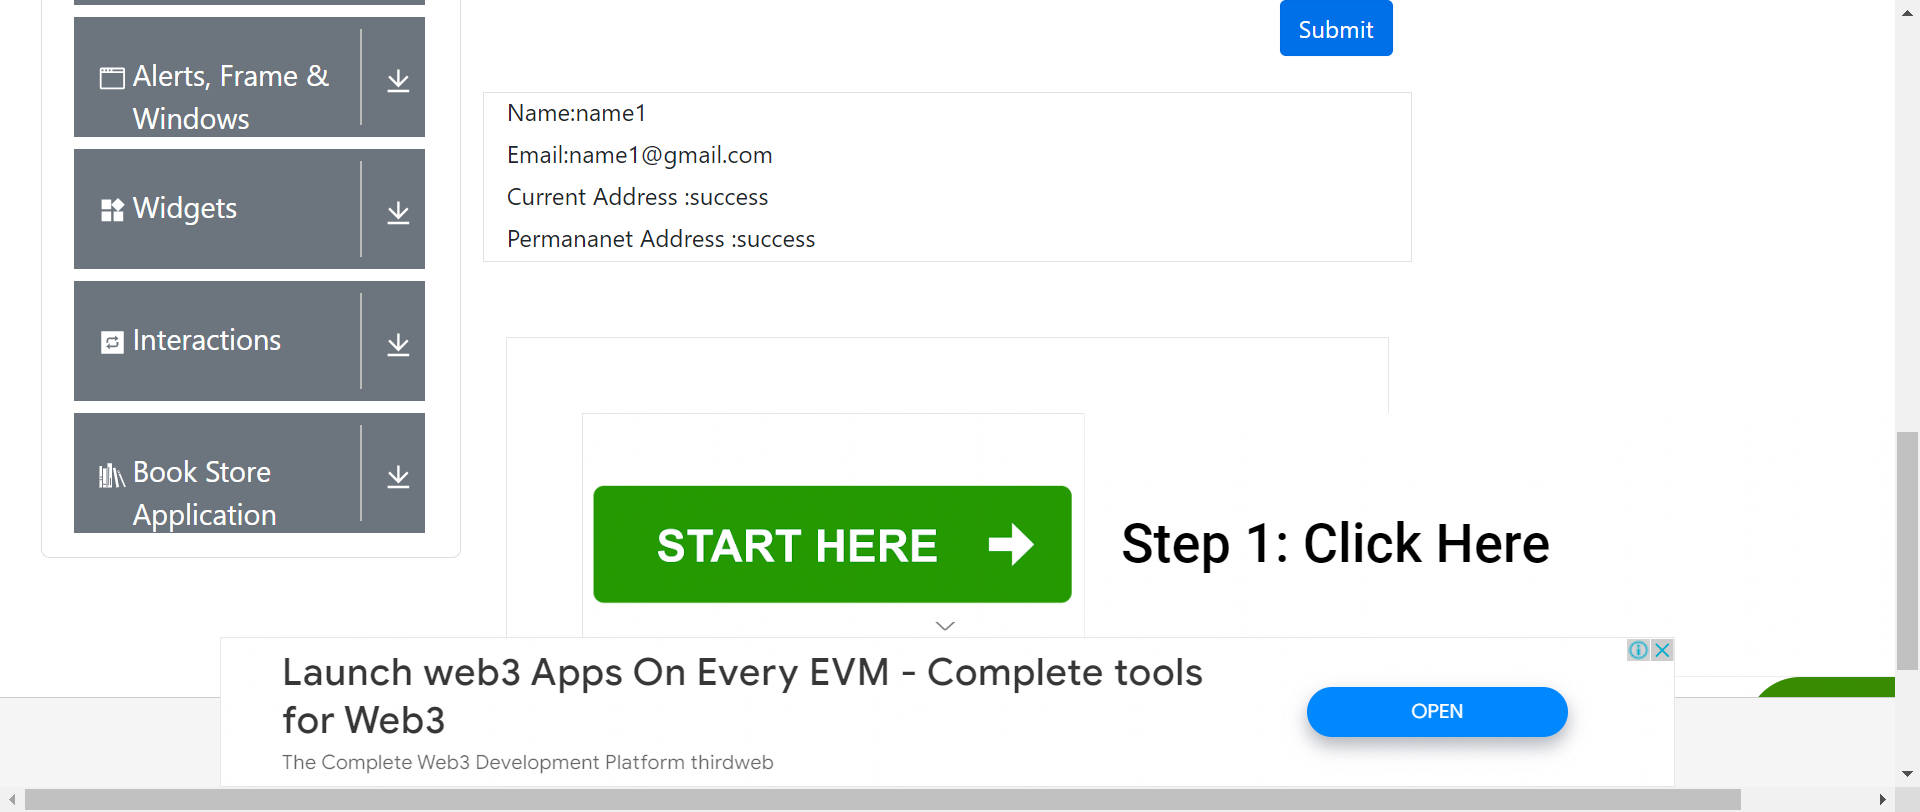 Submit
Alerts, Frame &
Windows
Widgets
Interactions
Book Store
Application
Name:name1
Email:name1@gmail.com
Current Address :success
Permananet Address :success
START HERE
Step 1: Click Here
Launch web3 Apps On Every EVM - Complete tools
for Web3
The Complete Web3 Development Platform thirdweb
OPEN